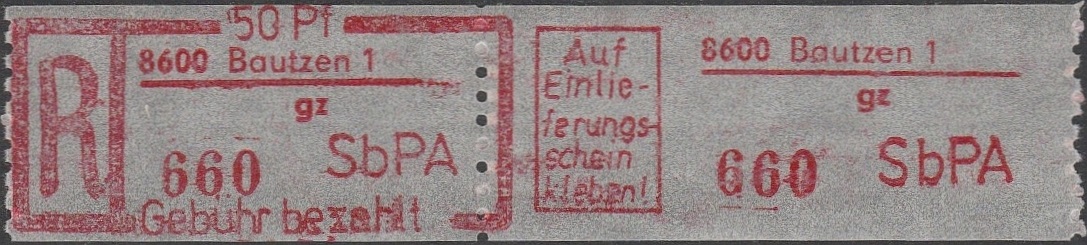 50 Pf
R
8600 Bautzen 1
gz
660 SbPA
Gebühr bezahlt
Auf
Einlie-
ferungs-
schein
kleben!
8600 Bautzen 1
gz
660 SbPA